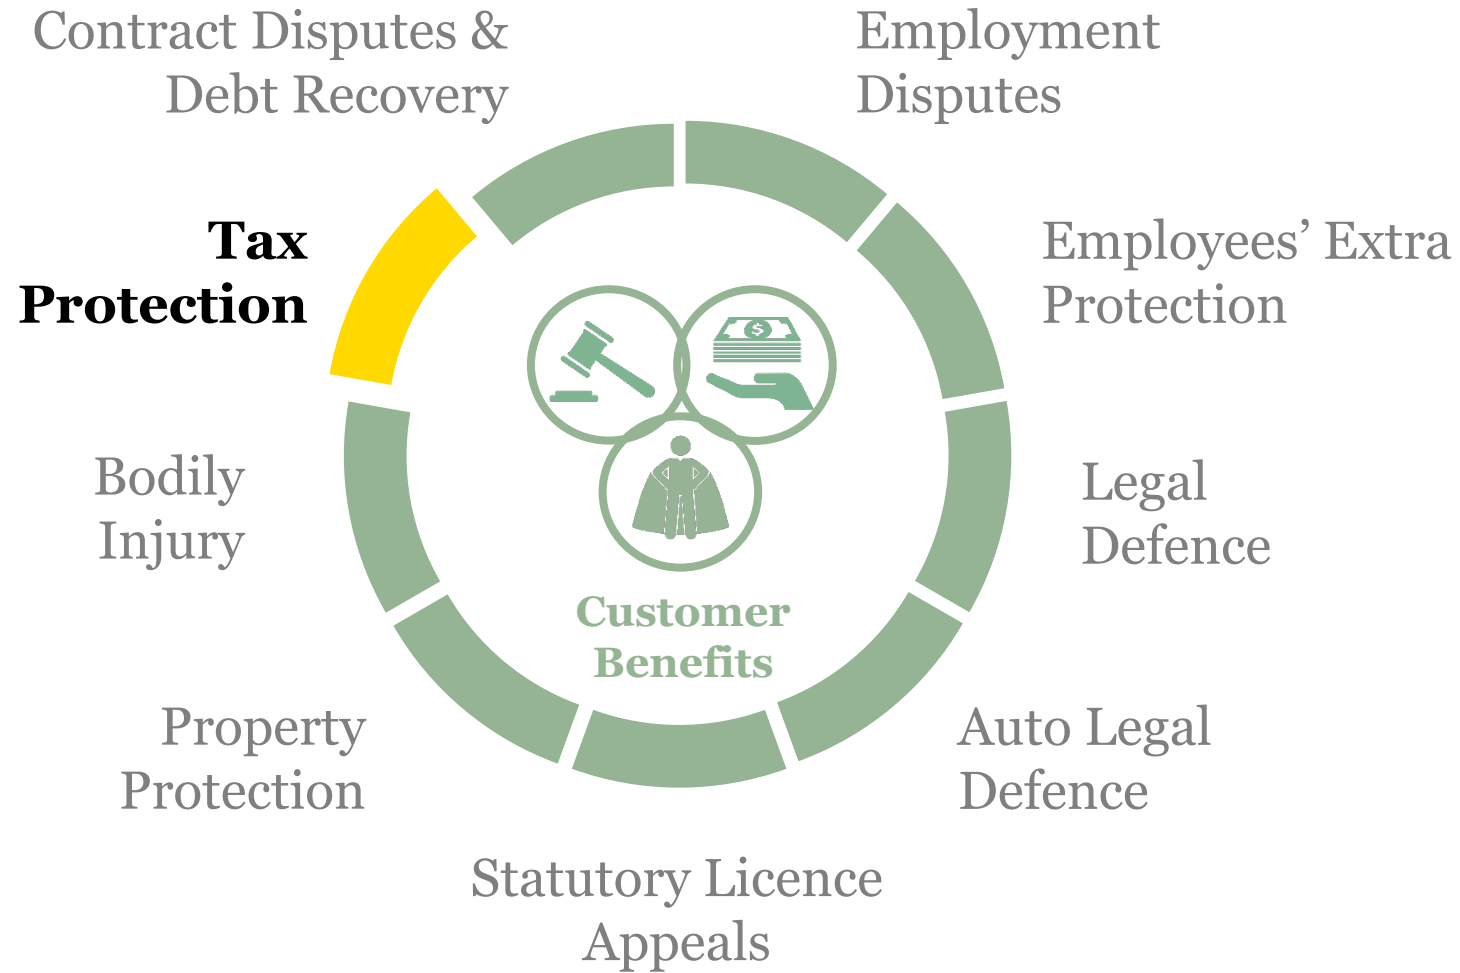 Contract Disputes &
Debt Recovery
Employment
Disputes
Tax
Protection
Employees’ Extra
Protection
Bodily
Injury
Legal
Defence
$
Customer
Benefits
Property
Protection
Auto Legal
Defence
Statutory Licence
Appeals